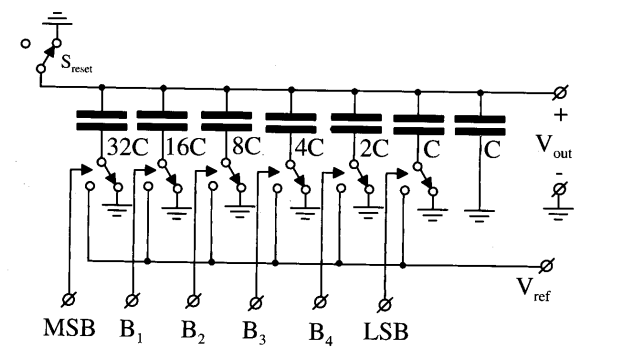 S_reset
32C 16C 8C 4C 2C C C
+
V_out
-
V_ref
MSB B_1 B_2 B_3 B_4 LSB